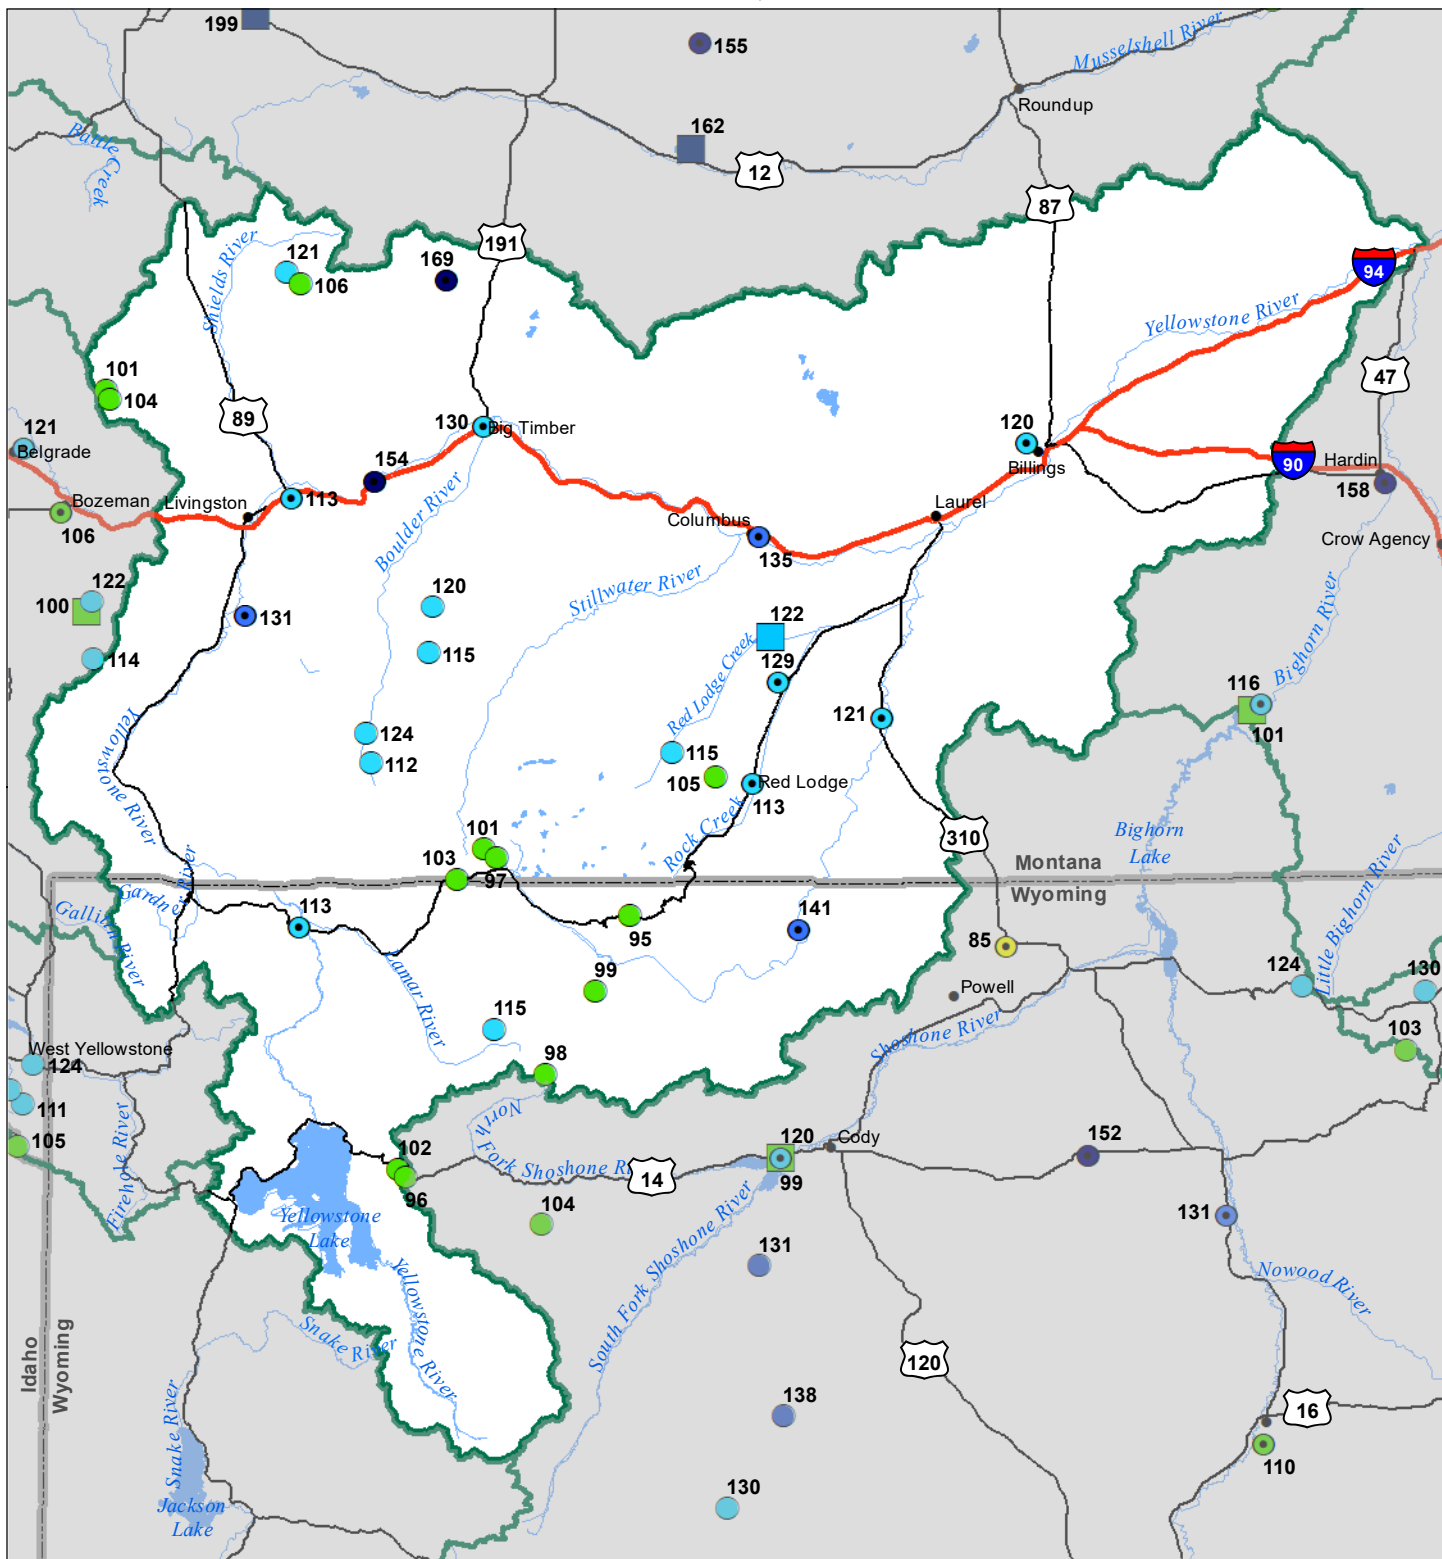 199
155
Musselshell River
Roundup
Battle
Creek
162
12
87
191
121
169
106
Shields River
94
Yellowstone River
47
101
104
89
121
Belgrade
130
Big Timber
120
Billings
90
Hardin
158
154
Bozeman
Livingston
113
106
Boulder River
Columbus
135
Laurel
Crow Agency
122
100
120
Stillwater River
131
122
115
114
Red Lodge Creek
129
Bighorn River
116
101
121
Yellowstone River
124
112
115
105
Red Lodge
113
Rock Creek
310
Bighorn
Lake
101
103
97
Montana
Wyoming
Gardner River
Gallitin River
113
95
141
85
Little Bighorn River
124
130
99
Powell
Lamar River
115
Shoshone River
103
West Yellowstone
124
98
111
105
Firehole River
North
Fork Shoshone R
102
96
14
120
99
Cody
152
104
131
131
Yellowstone
Lake
South Fork Shoshone River
Yellowstone River
Nowood River
Snake River
Idaho
Wyoming
120
138
16
Snake River
110
130
Jackson
Lake